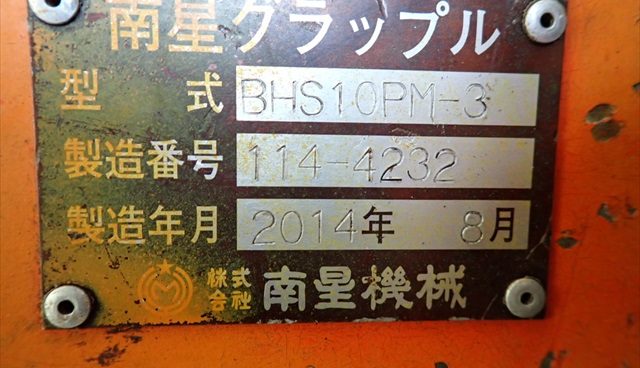 南星グラップル
型式 BHS10PM-3
製造番号 114-4232
製造年月 2014年 8月
株式会社 南星機械